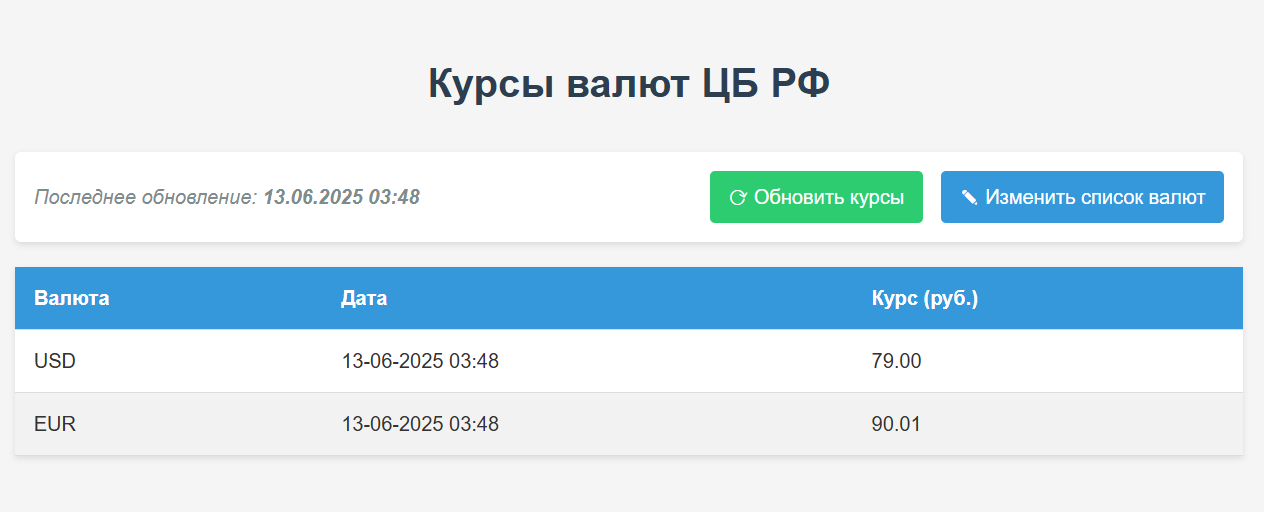 Курсы валют ЦБ РФ
Последнее обновление: 13.06.2025 03:48
Обновить курсы
Изменить список валют
Валюта Дата Курс (руб.)
USD 13-06-2025 03:48 79.00
EUR 13-06-2025 03:48 90.01